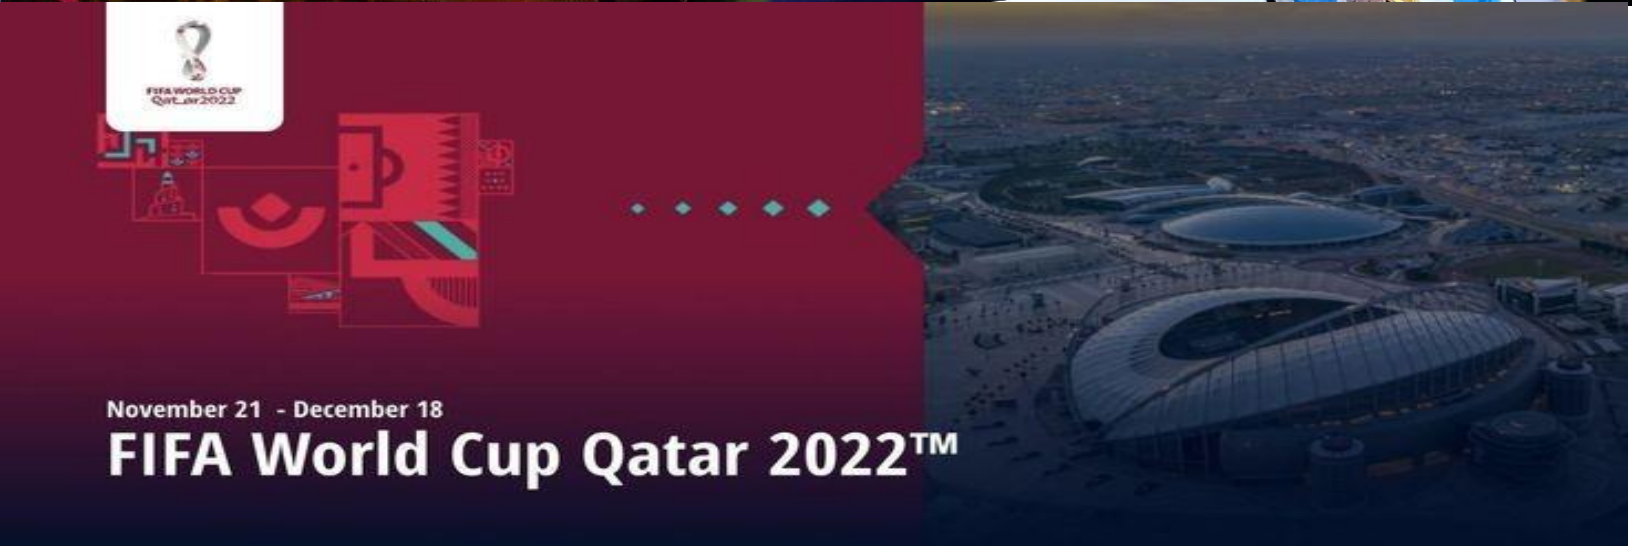 FIFA WORLD CUP
Qatar2022
November 21 - December 18
FIFA World Cup Qatar 2022™